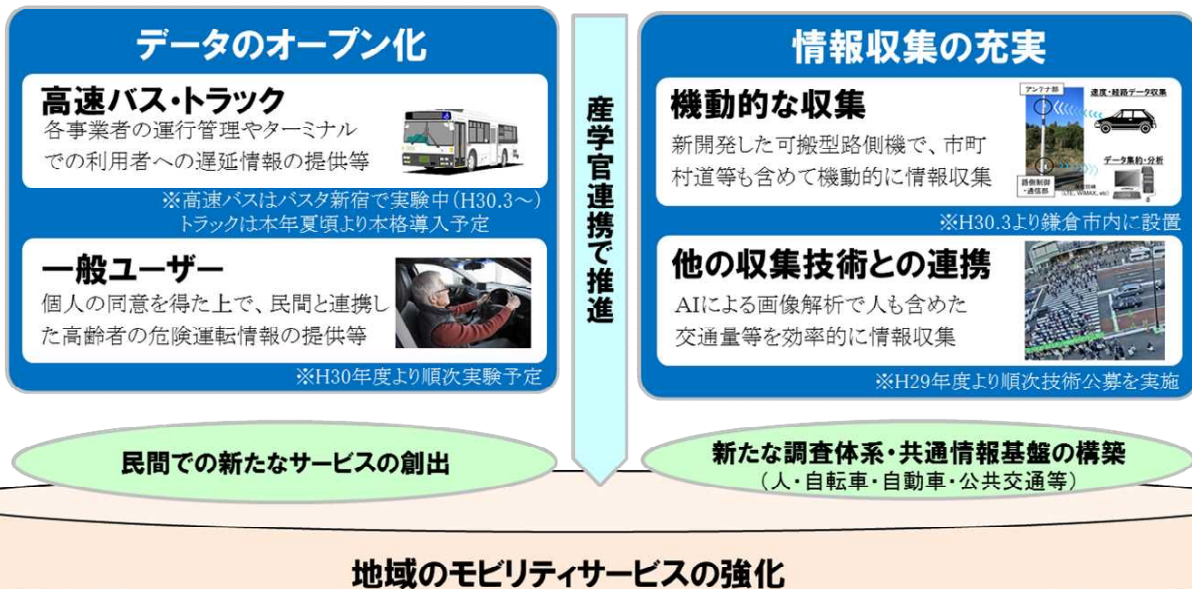 データのオープン化
高速バス・トラック
各事業者の運行管理やターミナル
での利用者への遅延情報の提供等
※高速バスはバスタ新宿で実験中(H30.3～)
トラックは本年夏頃より本格導入予定
一般ユーザー
個人の同意を得た上で、民間と連携し
た高齢者の危険運転情報の提供等
※H30年度より順次実験予定
産学官連携で推進
情報収集の充実
機動的な収集
新開発した可搬型路側機で、市町
村道等も含めて機動的に情報収集
アンテナ部
速度・経路データ収集
データ集約・分析
路側制御
・通信部
(LTE, WiMAX, etc)
※H30.3より鎌倉市内に設置
他の収集技術との連携
AIによる画像解析で人も含めた
交通量等を効率的に情報収集
※H29年度より順次技術公募を実施
民間での新たなサービスの創出
新たな調査体系・共通情報基盤の構築
（人・自転車・自動車・公共交通等）
地域のモビリティサービスの強化